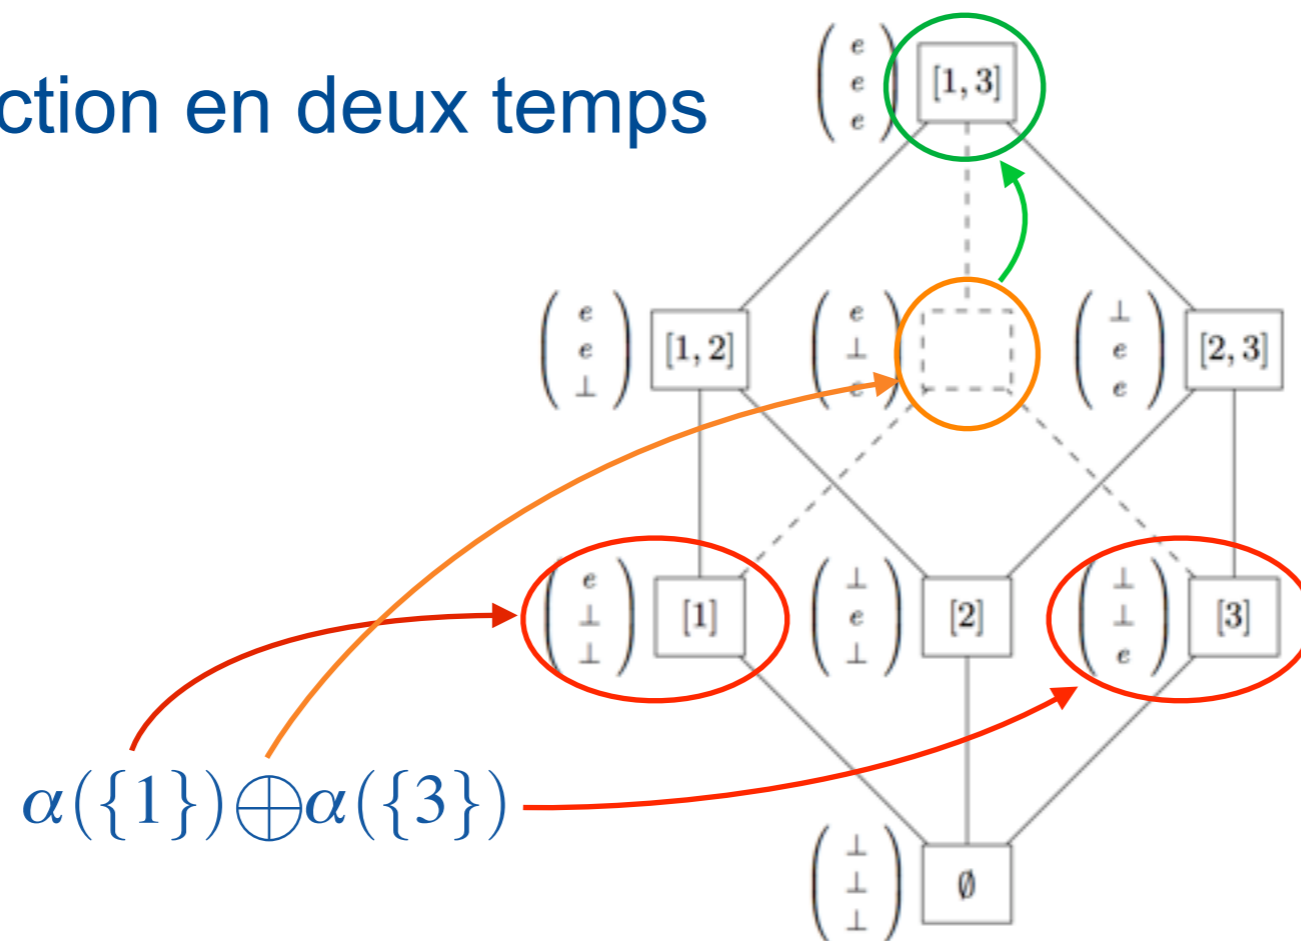 ction en deux temps
( e e e ) [1, 3]
( e e ⊥ ) [1, 2] ( e ⊥ e ) ( ⊥ e e ) [2, 3]
( e ⊥ ⊥ ) [1] ( ⊥ e ⊥ ) [2] ( ⊥ ⊥ e ) [3]
α({1})⊕α({3})
( ⊥ ⊥ ⊥ ) ∅